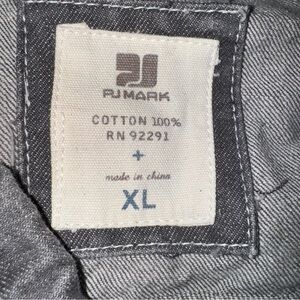 PJ MARK
COTTON 100%
RN 92291
+
made in china
XL